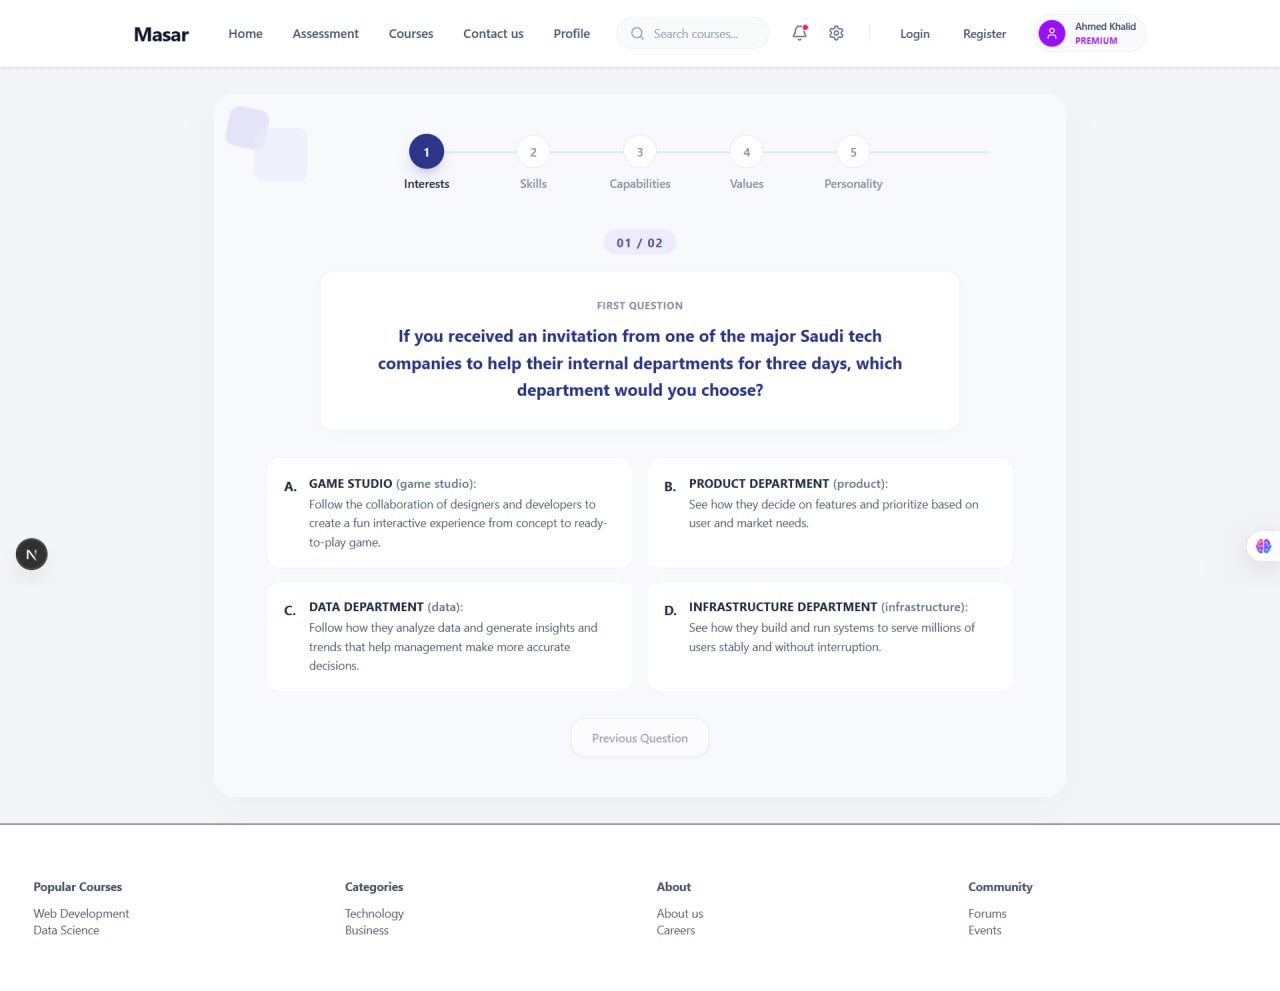 Masar
Home
Assessment
Courses
Contact us
Profile
Search courses...
Login
Register
Ahmed Khalid
PREMIUM
1
2
3
4
5
Interests
Skills
Capabilities
Values
Personality
01 / 02
FIRST QUESTION
If you received an invitation from one of the major Saudi tech
companies to help their internal departments for three days, which
department would you choose?
A.
GAME STUDIO (game studio):
Follow the collaboration of designers and developers to
create a fun interactive experience from concept to ready-
to-play game.
B.
PRODUCT DEPARTMENT (product):
See how they decide on features and prioritize based on
user and market needs.
C.
DATA DEPARTMENT (data):
Follow how they analyze data and generate insights and
trends that help management make more accurate
decisions.
D.
INFRASTRUCTURE DEPARTMENT (infrastructure):
See how they build and run systems to serve millions of
users stably and without interruption.
N
Previous Question
Popular Courses
Web Development
Data Science
Categories
Technology
Business
About
About us
Careers
Community
Forums
Events